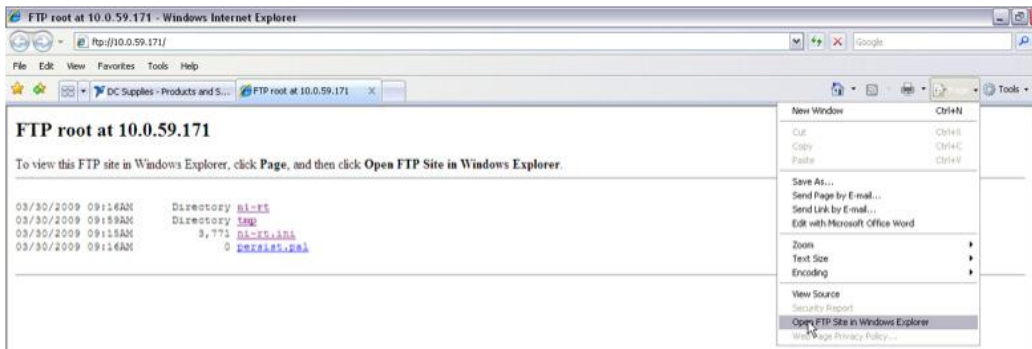 FTP root at 10.0.59.171 - Windows Internet Explorer
ftp://10.0.59.171/
Google
File Edit View Favorites Tools Help
DC Supplies - Products and S...
FTP root at 10.0.59.171 X
Tools
FTP root at 10.0.59.171
To view this FTP site in Windows Explorer, click Page, and then click Open FTP Site in Windows Explorer.
03/30/2009 09:16AM Directory ni-rt
03/30/2009 09:59AM Directory tmp
03/30/2009 09:15AM 3,771 ni-rt.ini
03/30/2009 09:16AM 0 persist.pal
New Window Ctrl+N
Cut Ctrl+X
Copy Ctrl+C
Paste Ctrl+V
Save As...
Send Page by E-mail...
Send Link by E-mail...
Edit with Microsoft Office Word
Zoom
Text Size
Encoding
View Source
Security Report
Open FTP Site in Windows Explorer
Web Page Privacy Policy...